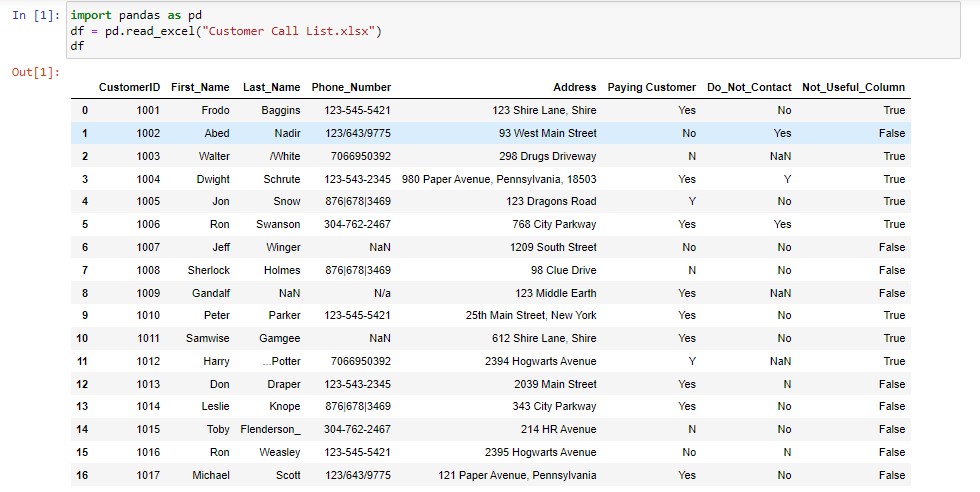 In [1]: import pandas as pd
df = pd.read_excel("Customer Call List.xlsx")
df
Out[1]:
CustomerID First_Name Last_Name Phone_Number Address Paying Customer Do_Not_Contact Not_Useful_Column
0 1001 Frodo Baggins 123-545-5421 123 Shire Lane, Shire Yes No True
1 1002 Abed Nadir 123/643/9775 93 West Main Street No Yes False
2 1003 Walter /White 7066950392 298 Drugs Driveway N NaN True
3 1004 Dwight Schrute 123-543-2345 980 Paper Avenue, Pennsylvania, 18503 Yes Y True
4 1005 Jon Snow 876|678|3469 123 Dragons Road Y No True
5 1006 Ron Swanson 304-762-2467 768 City Parkway Yes Yes True
6 1007 Jeff Winger NaN 1209 South Street No No False
7 1008 Sherlock Holmes 876|678|3469 98 Clue Drive N No False
8 1009 Gandalf NaN N/a 123 Middle Earth Yes NaN False
9 1010 Peter Parker 123-545-5421 25th Main Street, New York Yes No True
10 1011 Samwise Gamgee NaN 612 Shire Lane, Shire Yes No True
11 1012 Harry ...Potter 7066950392 2394 Hogwarts Avenue Y NaN True
12 1013 Don Draper 123-543-2345 2039 Main Street Yes N False
13 1014 Leslie Knope 876|678|3469 343 City Parkway Yes No False
14 1015 Toby Flenderson_ 304-762-2467 214 HR Avenue N No False
15 1016 Ron Weasley 123-545-5421 2395 Hogwarts Avenue No N False
16 1017 Michael Scott 123/643/9775 121 Paper Avenue, Pennsylvania Yes No False